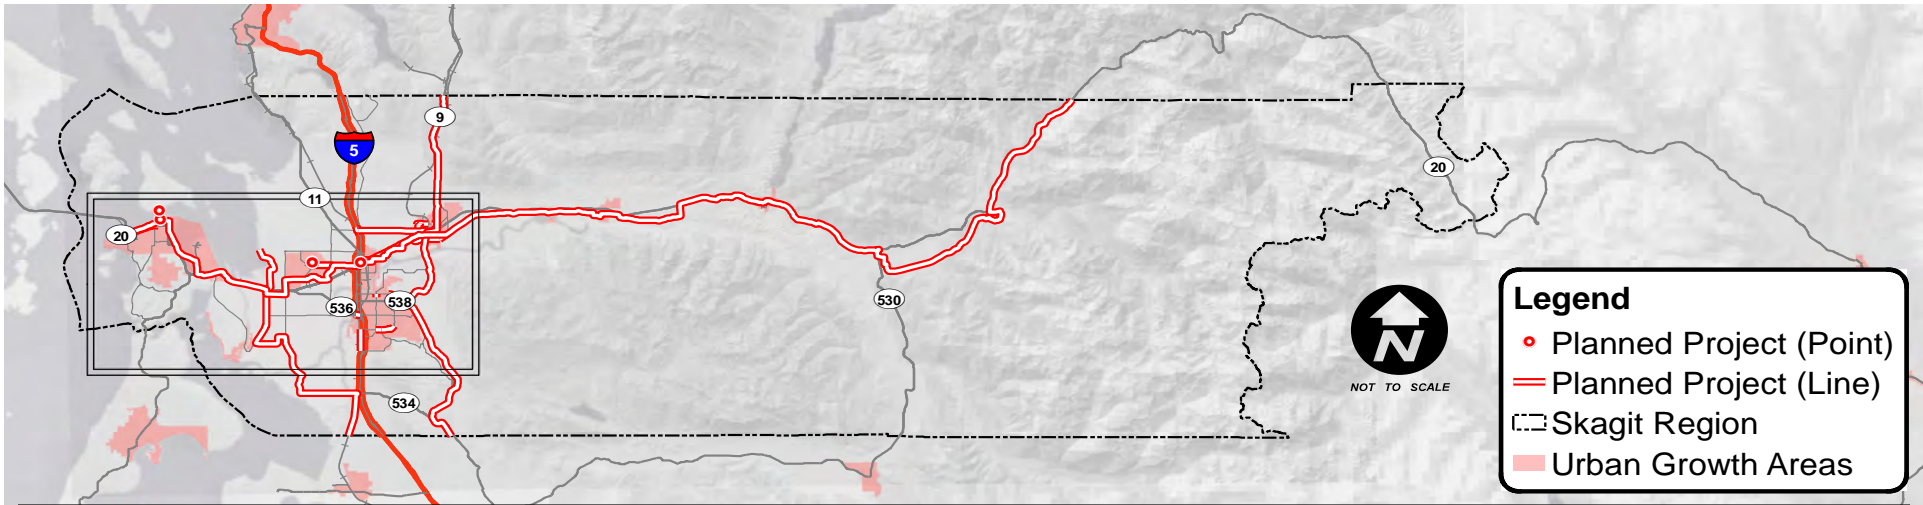 9
5
11
20
20
536
538
530
534
N
NOT TO SCALE
Legend
Planned Project (Point)
Planned Project (Line)
Skagit Region
Urban Growth Areas